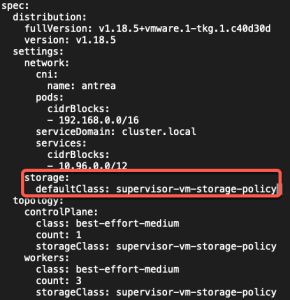 spec:
  distribution:
    fullVersion: v1.18.5+vmware.1-tkg.1.c40d30d
    version: v1.18.5
  settings:
    network:
      cni:
        name: antrea
      pods:
        cidrBlocks:
        - 192.168.0.0/16
      serviceDomain: cluster.local
      services:
        cidrBlocks:
        - 10.96.0.0/12
    storage:
      defaultClass: supervisor-vm-storage-policy
  topology:
    controlPlane:
      class: best-effort-medium
      count: 1
      storageClass: supervisor-vm-storage-policy
    workers:
      class: best-effort-medium
      count: 3
      storageClass: supervisor-vm-storage-policy